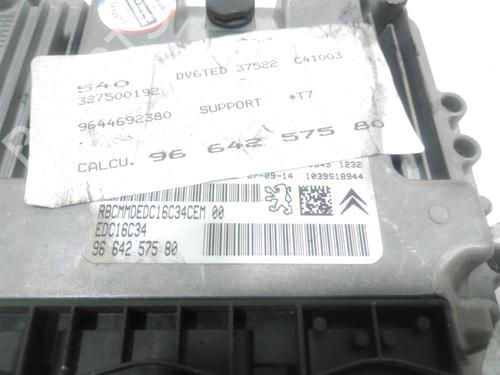 540 DV6TED 37522 C41003
327500192 -
9644692380 SUPPORT *T7
CALCU. 96 642 575 80
1232
07-09-14 1039S18944
RBCMMDEDC16C34CEM 00
EDC16C34
96 642 575 80